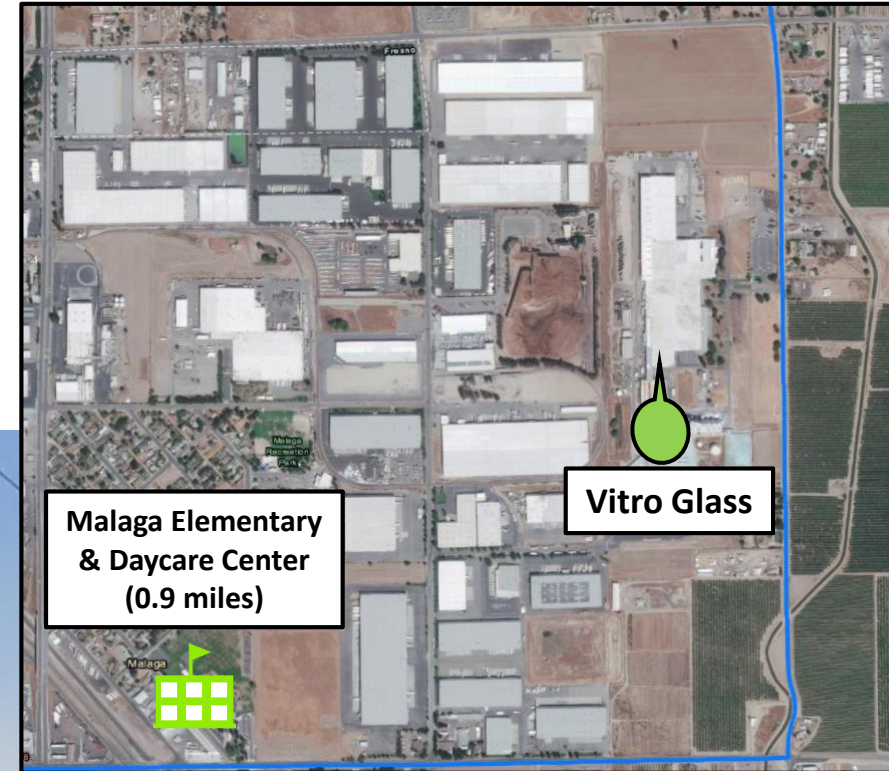 Fresno
Malaga
Recreation
Park
Vitro Glass
Malaga Elementary
& Daycare Center
(0.9 miles)
Malaga